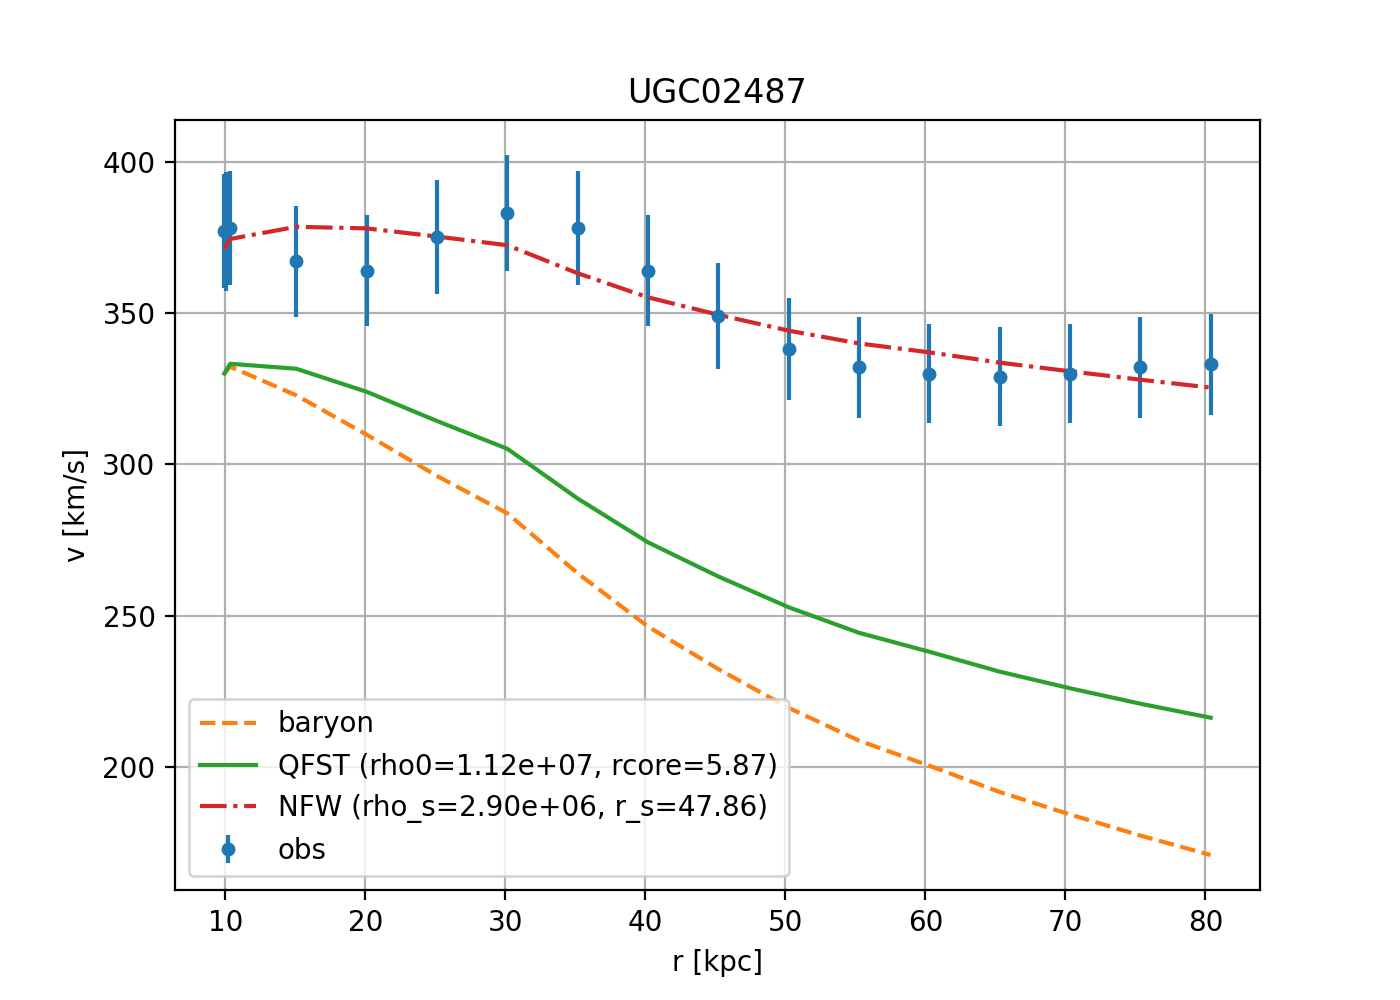 UGC02487
400
350
300
250
200
v [km/s]
baryon
QFST (rho0=1.12e+07, rcore=5.87)
NFW (rho_s=2.90e+06, r_s=47.86)
obs
10 20 30 40 50 60 70 80
r [kpc]